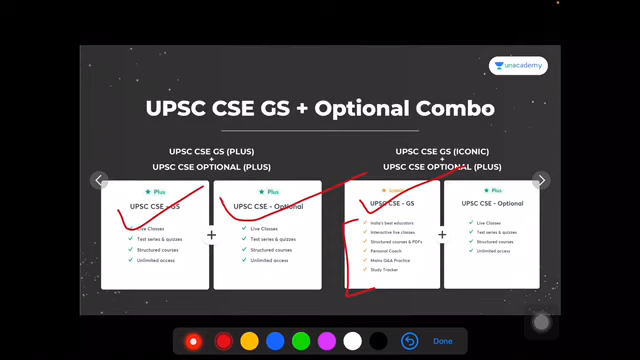 unacademy
UPSC CSE GS + Optional Combo
UPSC CSE GS (PLUS)
+
UPSC CSE OPTIONAL (PLUS)
UPSC CSE GS (ICONIC)
+
UPSC CSE OPTIONAL (PLUS)
Plus
UPSC CSE - GS
Live Classes
Test series & quizzes
Structured courses
Unlimited access
+
Plus
UPSC CSE - Optional
Live Classes
Test series & quizzes
Structured courses
Unlimited access
UPSC CSE - GS
India's best educators
Interactive live classes
Structured courses & PDFs
Personal Coach
Mains Q&A Practice
Study Tracker
+
Plus
UPSC CSE - Optional
Live Classes
Test series & quizzes
Structured courses
Unlimited access
Done